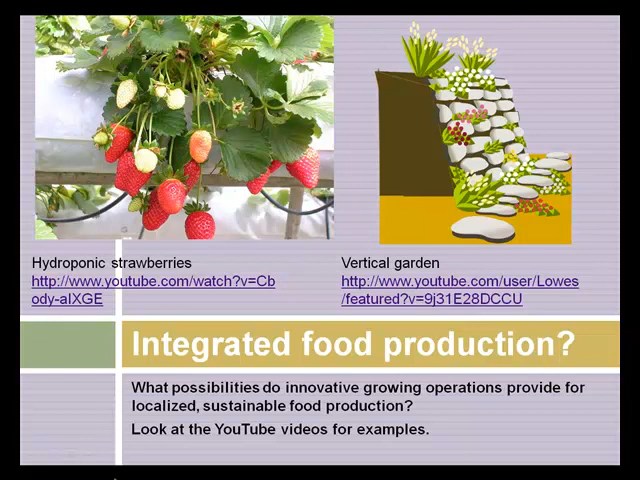 Hydroponic strawberries
http://www.youtube.com/watch?v=Cb
ody-aIXGE
Vertical garden
http://www.youtube.com/user/Lowes
/featured?v=9j31E28DCCU
Integrated food production?
What possibilities do innovative growing operations provide for
localized, sustainable food production?
Look at the YouTube videos for examples.